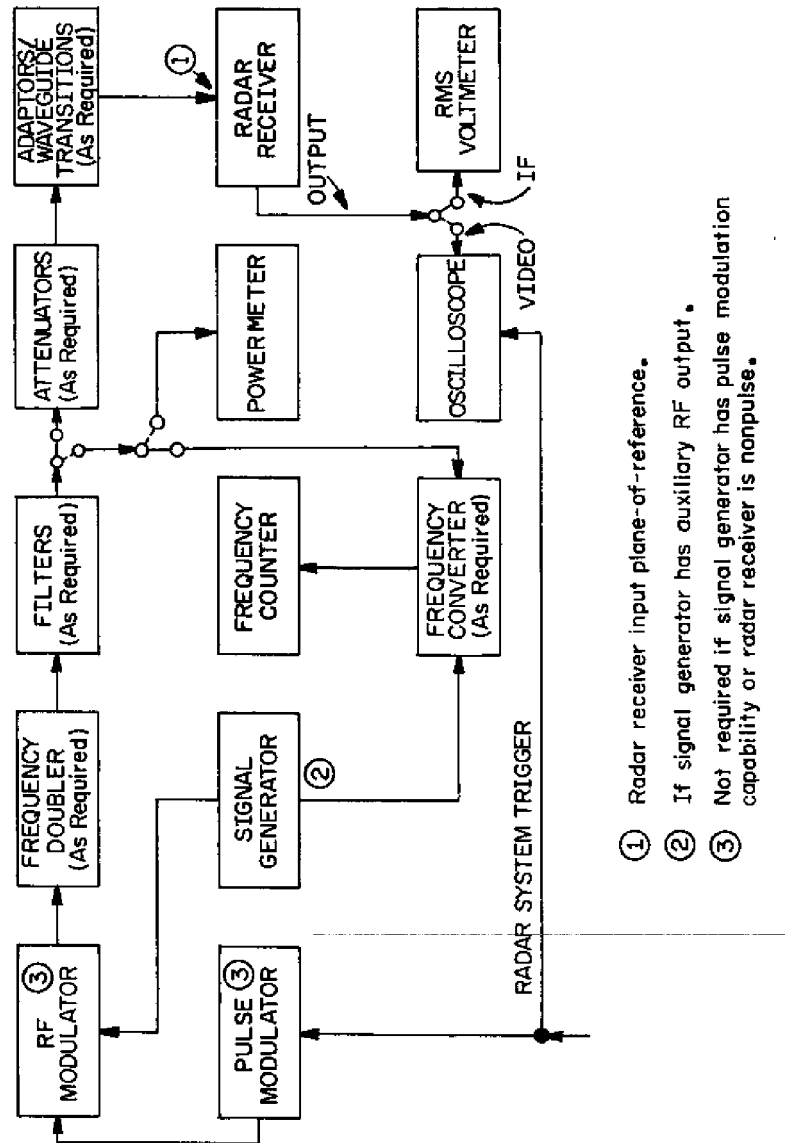 RF
MODULATOR
③
FREQUENCY
DOUBLER
(As Required)
FILTERS
(As Required)
ATTENUATORS
(As Required)
ADAPTORS/
WAVEGUIDE
TRANSITIONS
(As Required)
PULSE
MODULATOR
③
SIGNAL
GENERATOR
②
FREQUENCY
COUNTER
POWER METER
RADAR
RECEIVER
①
OUTPUT
FREQUENCY
CONVERTER
(As Required)
OSCILLOSCOPE
RMS
VOLTMETER
VIDEO
IF
RADAR SYSTEM TRIGGER
① Radar receiver input plane-of-reference.
② If signal generator has auxiliary RF output.
③ Not required if signal generator has pulse modulation
capability or radar receiver is nonpulse.